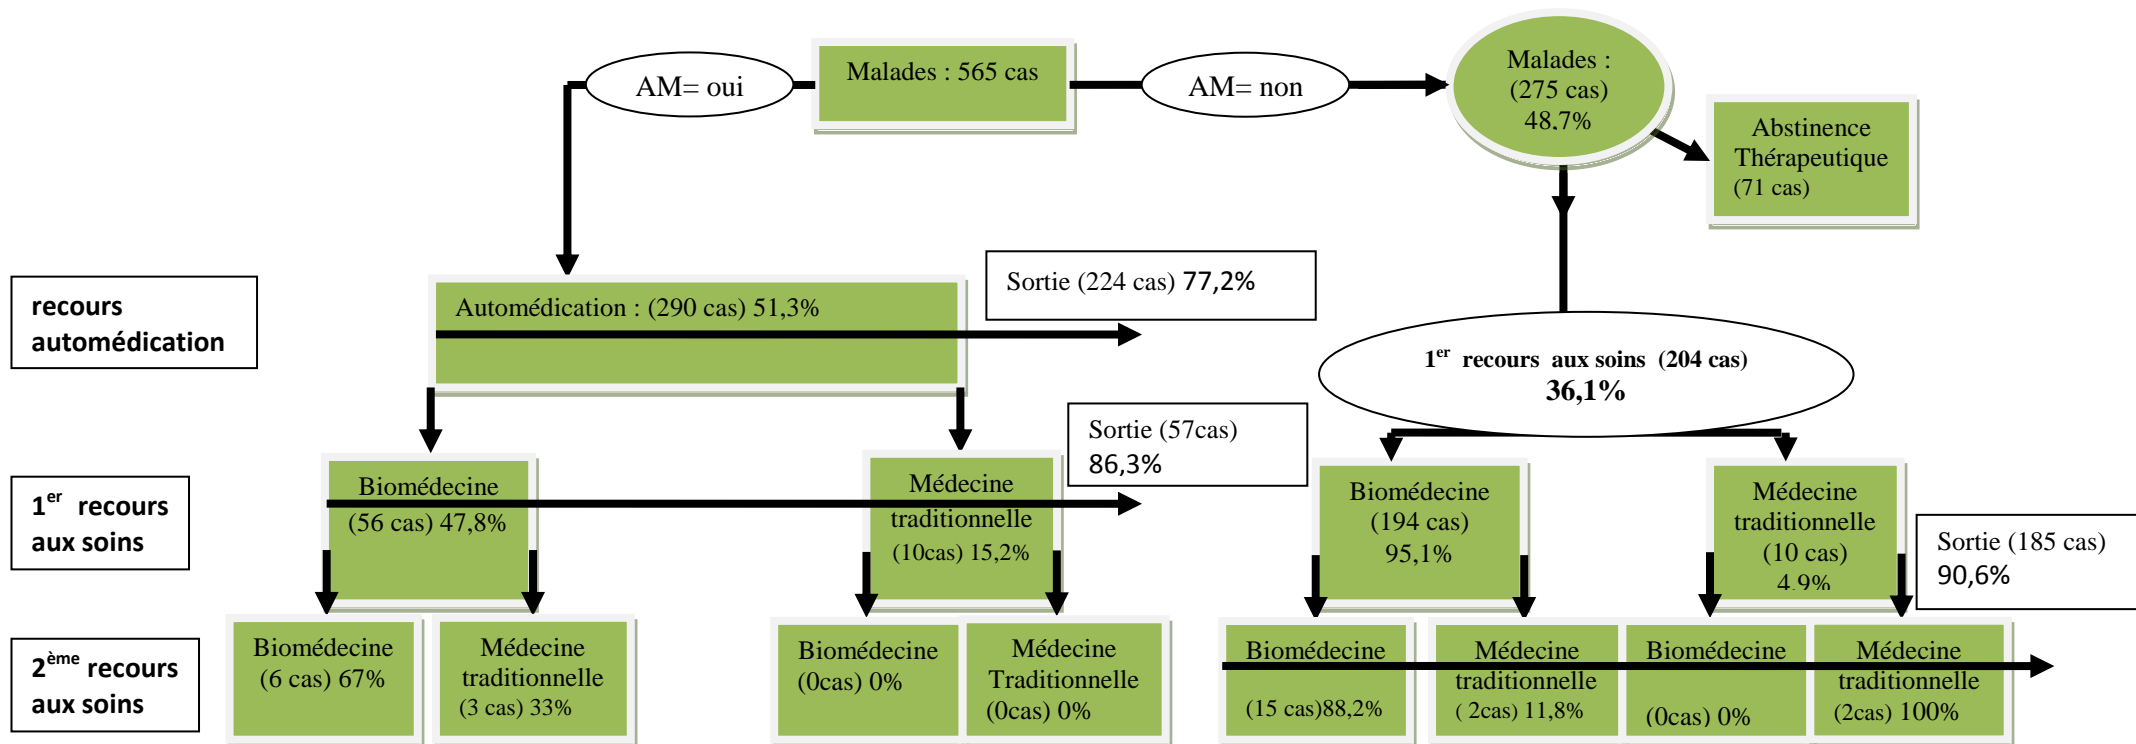 AM= oui
Malades : 565 cas
AM= non
Malades :
(275 cas)
48,7%
Abstinence
Thérapeutique
(71 cas)
recours
automédication
Automédication : (290 cas) 51,3%
Sortie (224 cas) 77,2%
1er recours aux soins (204 cas)
36,1%
1er recours
aux soins
Biomédecine
(56 cas) 47,8%
Médecine
traditionnelle
(10cas) 15,2%
Sortie (57cas)
86,3%
Biomédecine
(194 cas)
95,1%
Médecine
traditionnelle
(10 cas)
4,9%
Sortie (185 cas)
90,6%
2ème recours
aux soins
Biomédecine
(6 cas) 67%
Médecine
traditionnelle
(3 cas) 33%
Biomédecine
(0cas) 0%
Médecine
Traditionnelle
(0cas) 0%
Biomédecine
(15 cas)88,2%
Médecine
traditionnelle
( 2cas) 11,8%
Biomédecine
(0cas) 0%
Médecine
traditionnelle
(2cas) 100%